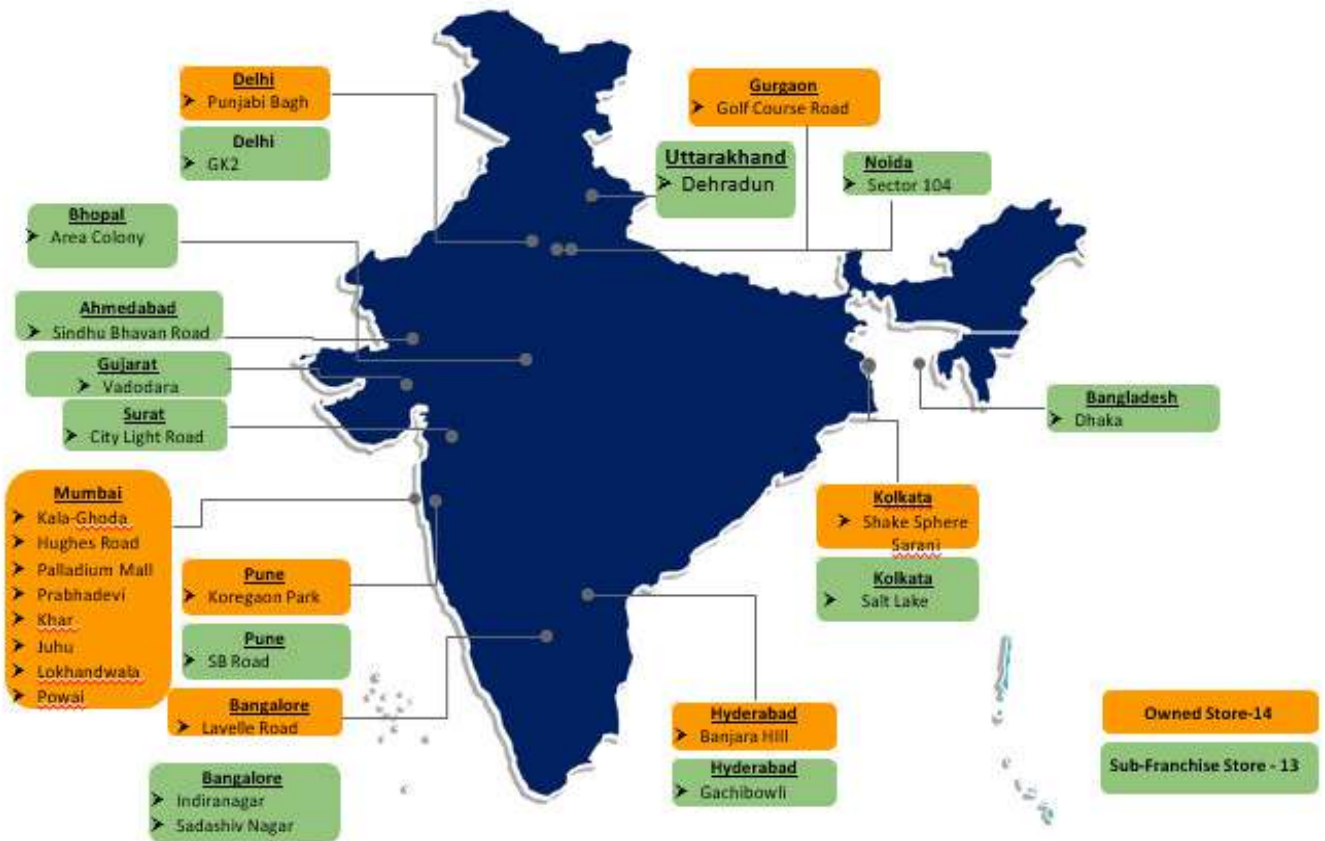 Delhi
➤ Punjabi Bagh
Delhi
➤ GK2
Gurgaon
➤ Golf Course Road
Uttarakhand
➤ Dehradun
Noida
➤ Sector 104
Bhopal
➤ Area Colony
Ahmedabad
➤ Sindhu Bhavan Road
Gujarat
➤ Vadodara
Surat
➤ City Light Road
Bangladesh
➤ Dhaka
Mumbai
➤ Kala-Ghoda
➤ Hughes Road
➤ Palladium Mall
➤ Prabhadevi
➤ Khar
➤ Juhu
➤ Lokhandwala
➤ Powai
Pune
➤ Koregaon Park
Pune
➤ SB Road
Kolkata
➤ Shake Sphere
Sarani
Kolkata
➤ Salt Lake
Bangalore
➤ Lavelle Road
Bangalore
➤ Indiranagar
➤ Sadashiv Nagar
Hyderabad
➤ Banjara HIll
Hyderabad
➤ Gachibowli
Owned Store-14
Sub-Franchise Store - 13